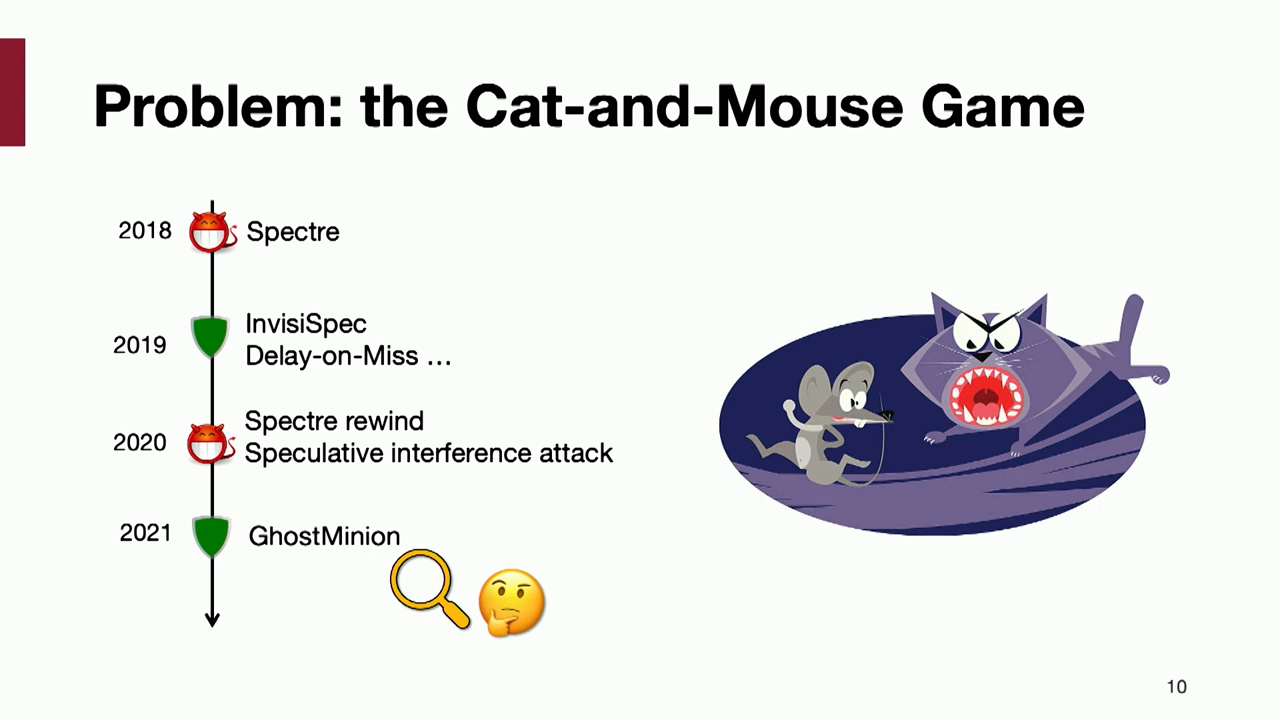 Problem: the Cat-and-Mouse Game
2018 Spectre
InvisiSpec
2019
Delay-on-Miss ...
Spectre rewind
2020
Speculative interference attack
2021 GhostMinion
10